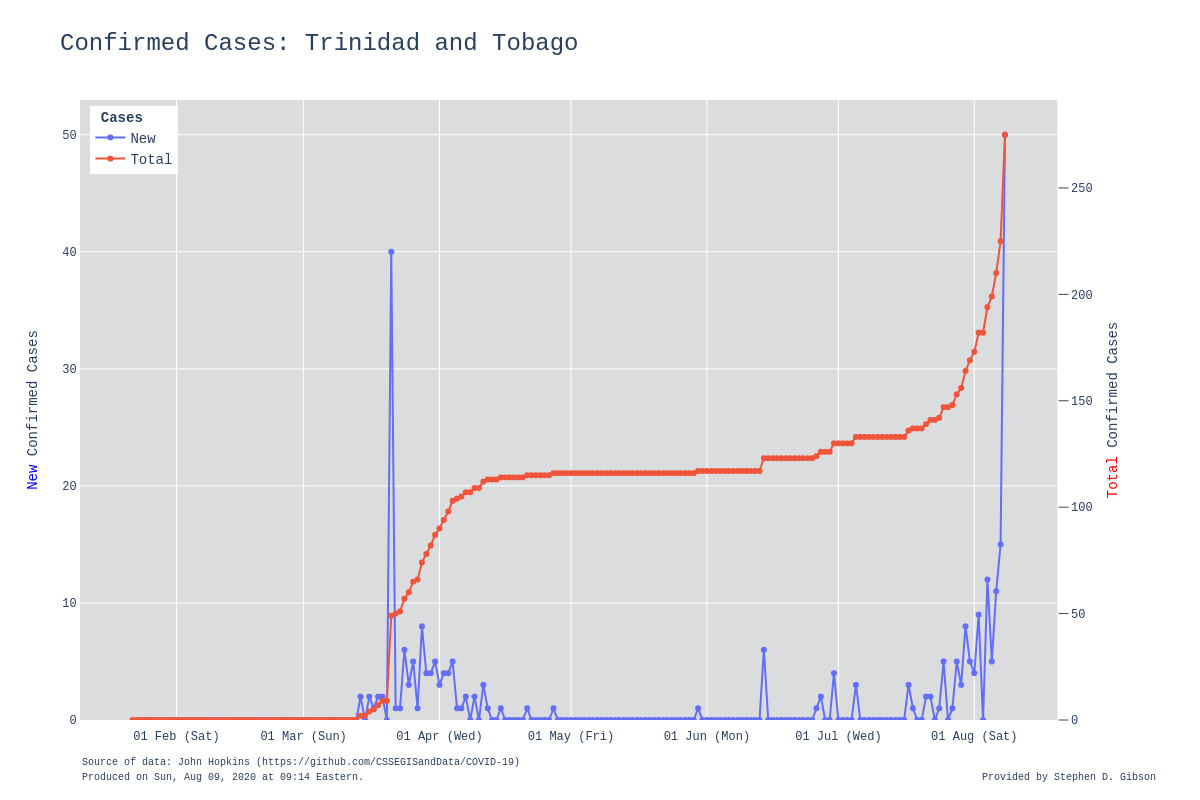 Confirmed Cases: Trinidad and Tobago
Cases
New
Total
50
40
30
20
10
0
250
200
150
100
50
0
New Confirmed Cases
Total Confirmed Cases
01 Feb (Sat)
01 Mar (Sun)
01 Apr (Wed)
01 May (Fri)
01 Jun (Mon)
01 Jul (Wed)
01 Aug (Sat)
Source of data: John Hopkins (https://github.com/CSSEGISandData/COVID-19)
Produced on Sun, Aug 09, 2020 at 09:14 Eastern.
Provided by Stephen D. Gibson